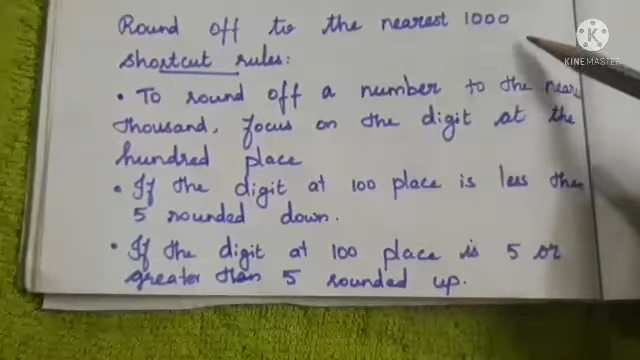 Round off to the nearest 1000
shortcut rules:
• To round off a number to the near
thousand, focus on the digit at the
hundred place
• If the digit at 100 place is less the
5 rounded down.
• If the digit at 100 place is 5 or
greater than 5 rounded up.
KINEMASTER